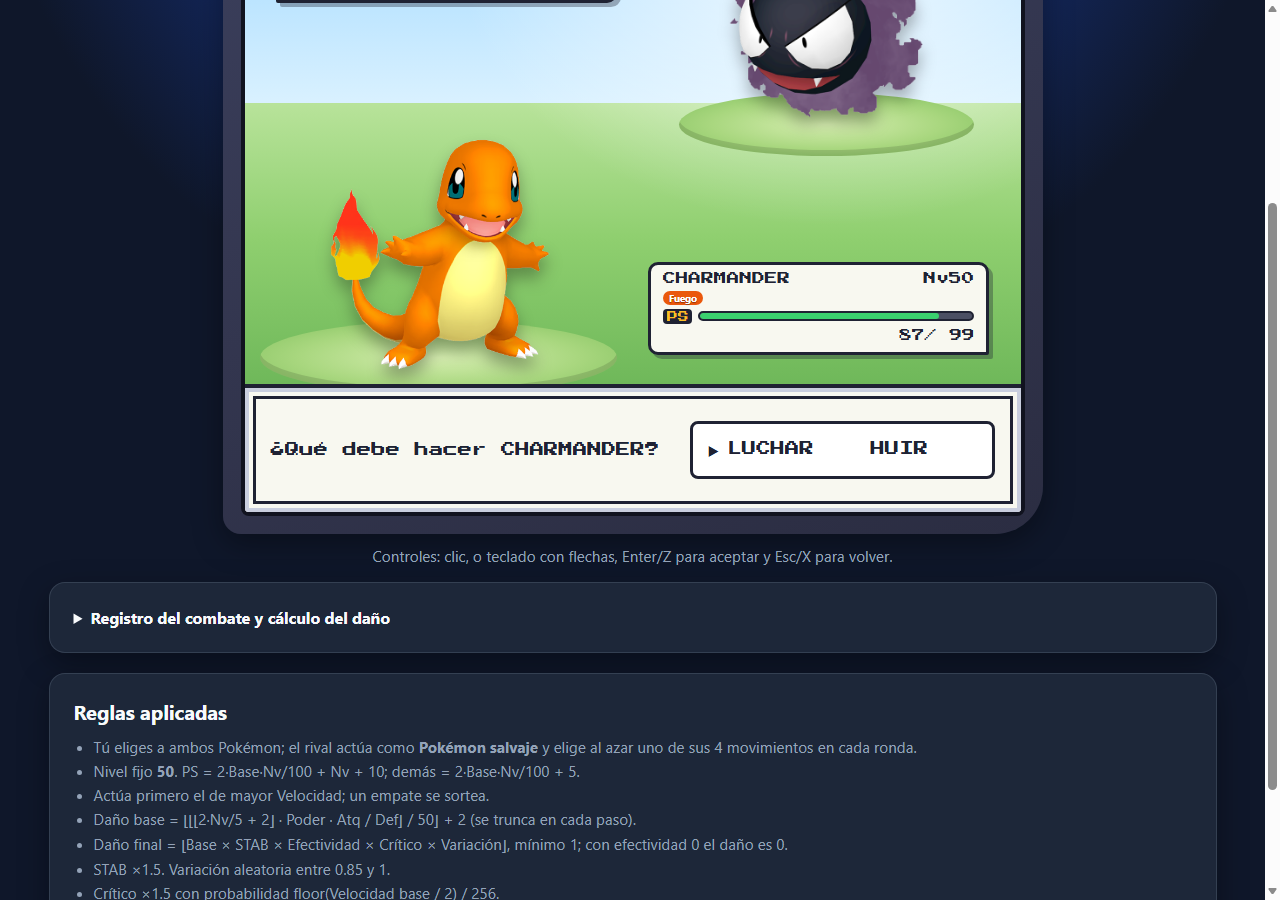 CHARMANDER Nv50
Fuego
PS
87/ 99
¿Qué debe hacer CHARMANDER?
▶ LUCHAR HUIR
Controles: clic, o teclado con flechas, Enter/Z para aceptar y Esc/X para volver.
▶ Registro del combate y cálculo del daño
Reglas aplicadas
• Tú eliges a ambos Pokémon; el rival actúa como Pokémon salvaje y elige al azar uno de sus 4 movimientos en cada ronda.
• Nivel fijo 50. PS = 2·Base·Nv/100 + Nv + 10; demás = 2·Base·Nv/100 + 5.
• Actúa primero el de mayor Velocidad; un empate se sortea.
• Daño base = ⌊⌊⌊2·Nv/5 + 2⌋ · Poder · Atq / Def⌋ / 50⌋ + 2 (se trunca en cada paso).
• Daño final = ⌊Base × STAB × Efectividad × Crítico × Variación⌋, mínimo 1; con efectividad 0 el daño es 0.
• STAB ×1.5. Variación aleatoria entre 0.85 y 1.
• Crítico ×1.5 con probabilidad floor(Velocidad base / 2) / 256.